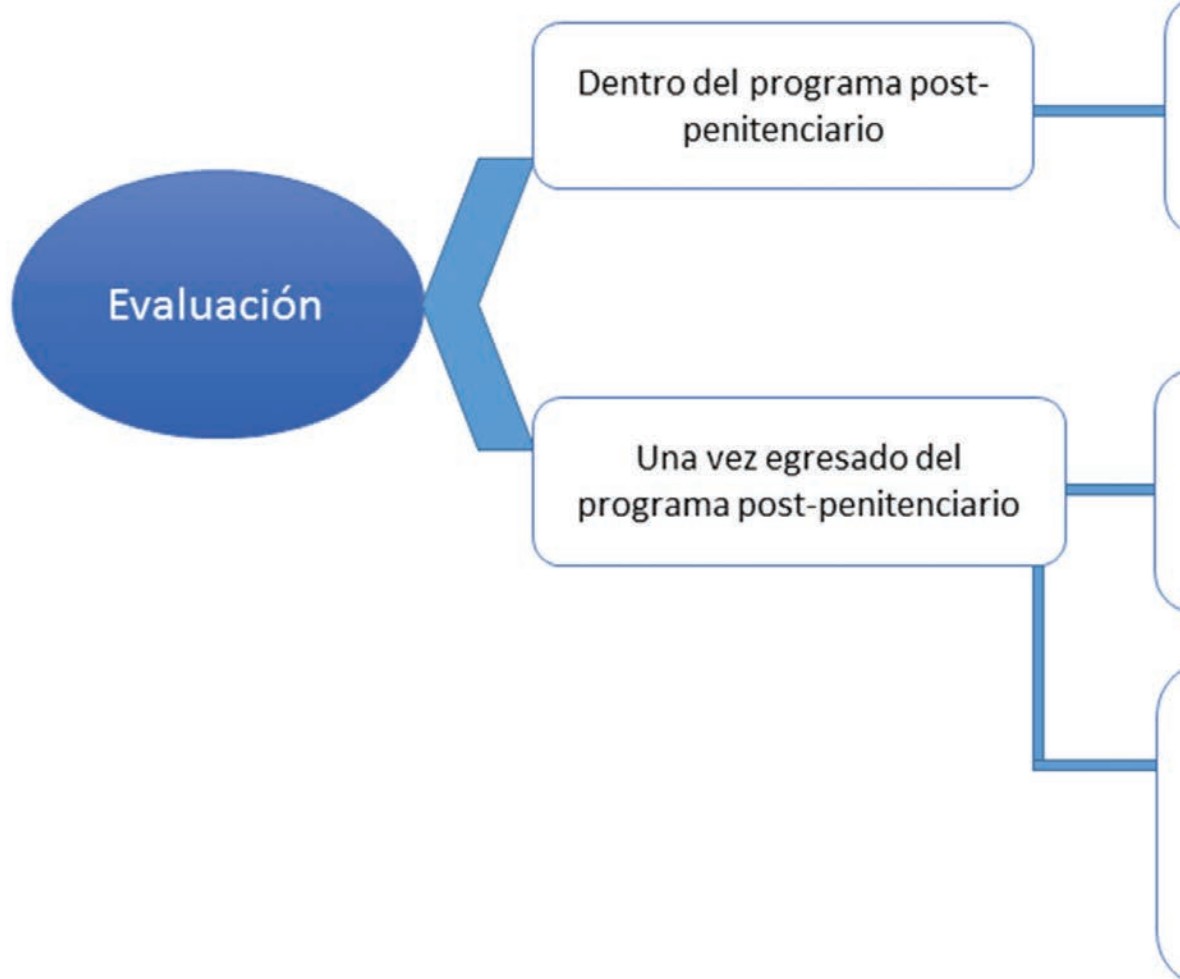 Dentro del programa post-
penitenciario
Evaluación
Una vez egresado del
programa post-penitenciario